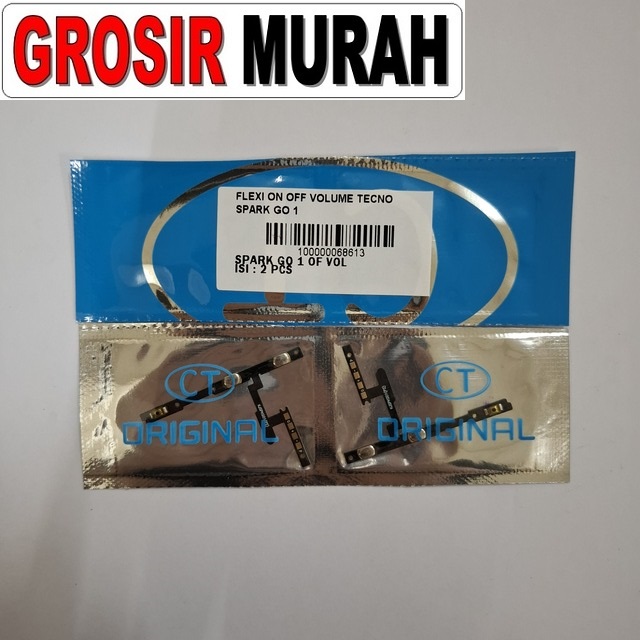 GROSIR MURAH
FLEXI ON OFF VOLUME TECNO
SPARK GO 1
100000068613
SPARK GO 1 OF VOL
ISI : 2 PCS
CT
ORIGINAL
CT
ORIGINAL